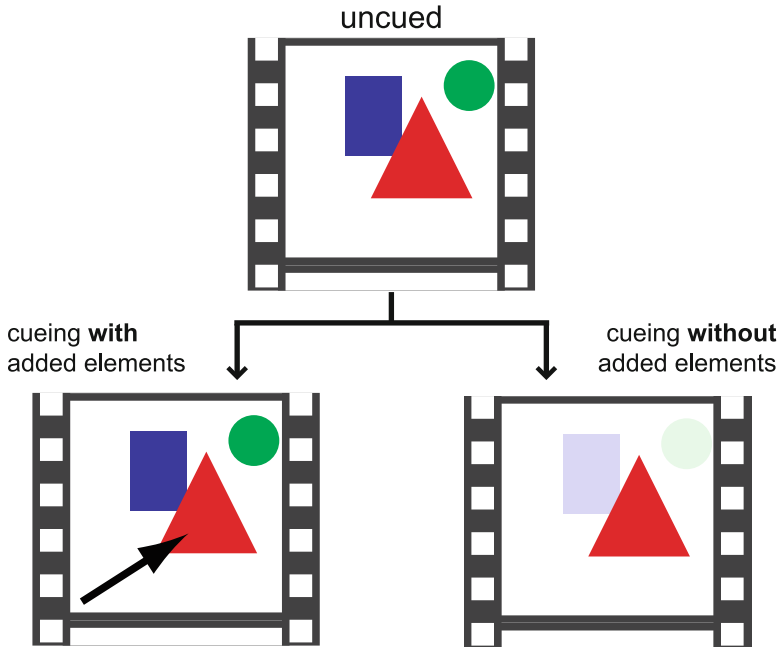 uncued
cueing with
added elements
cueing without
added elements